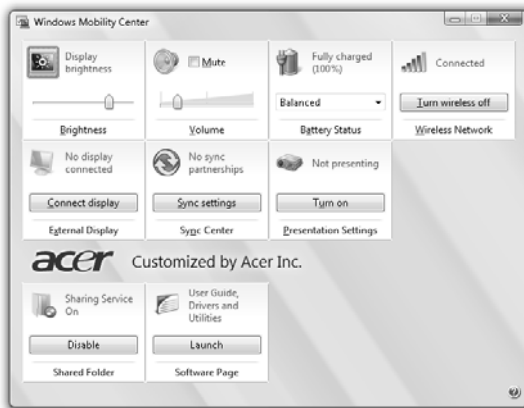 Windows Mobility Center
Display
brightness
Brightness
Mute
Volume
Fully charged
(100%)
Balanced
Battery Status
Connected
Turn wireless off
Wireless Network
No display
connected
Connect display
External Display
No sync
partnerships
Sync settings
Sync Center
Not presenting
Turn on
Presentation Settings
acer Customized by Acer Inc.
Sharing Service
On
Disable
Shared Folder
User Guide,
Drivers and
Utilities
Launch
Software Page